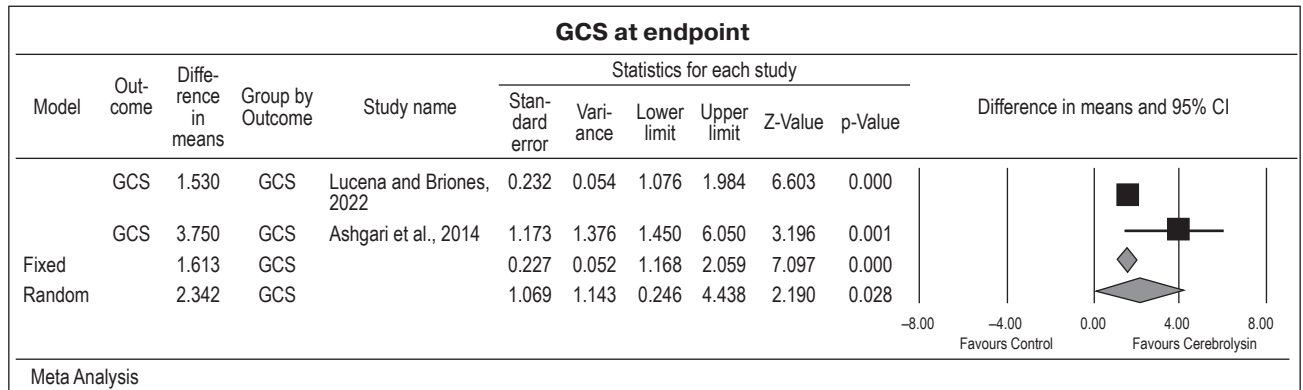 GCS at endpoint
Model Out- come Diffe- rence in means Group by Outcome Study name Statistics for each study Difference in means and 95% CI
Stan- dard error Vari- ance Lower limit Upper limit Z-Value p-Value
GCS 1.530 GCS Lucena and Briones, 2022 0.232 0.054 1.076 1.984 6.603 0.000
GCS 3.750 GCS Ashgari et al., 2014 1.173 1.376 1.450 6.050 3.196 0.001
Fixed 1.613 GCS 0.227 0.052 1.168 2.059 7.097 0.000
Random 2.342 GCS 1.069 1.143 0.246 4.438 2.190 0.028
–8.00 –4.00 0.00 4.00 8.00
Favours Control Favours Cerebrolysin
Meta Analysis